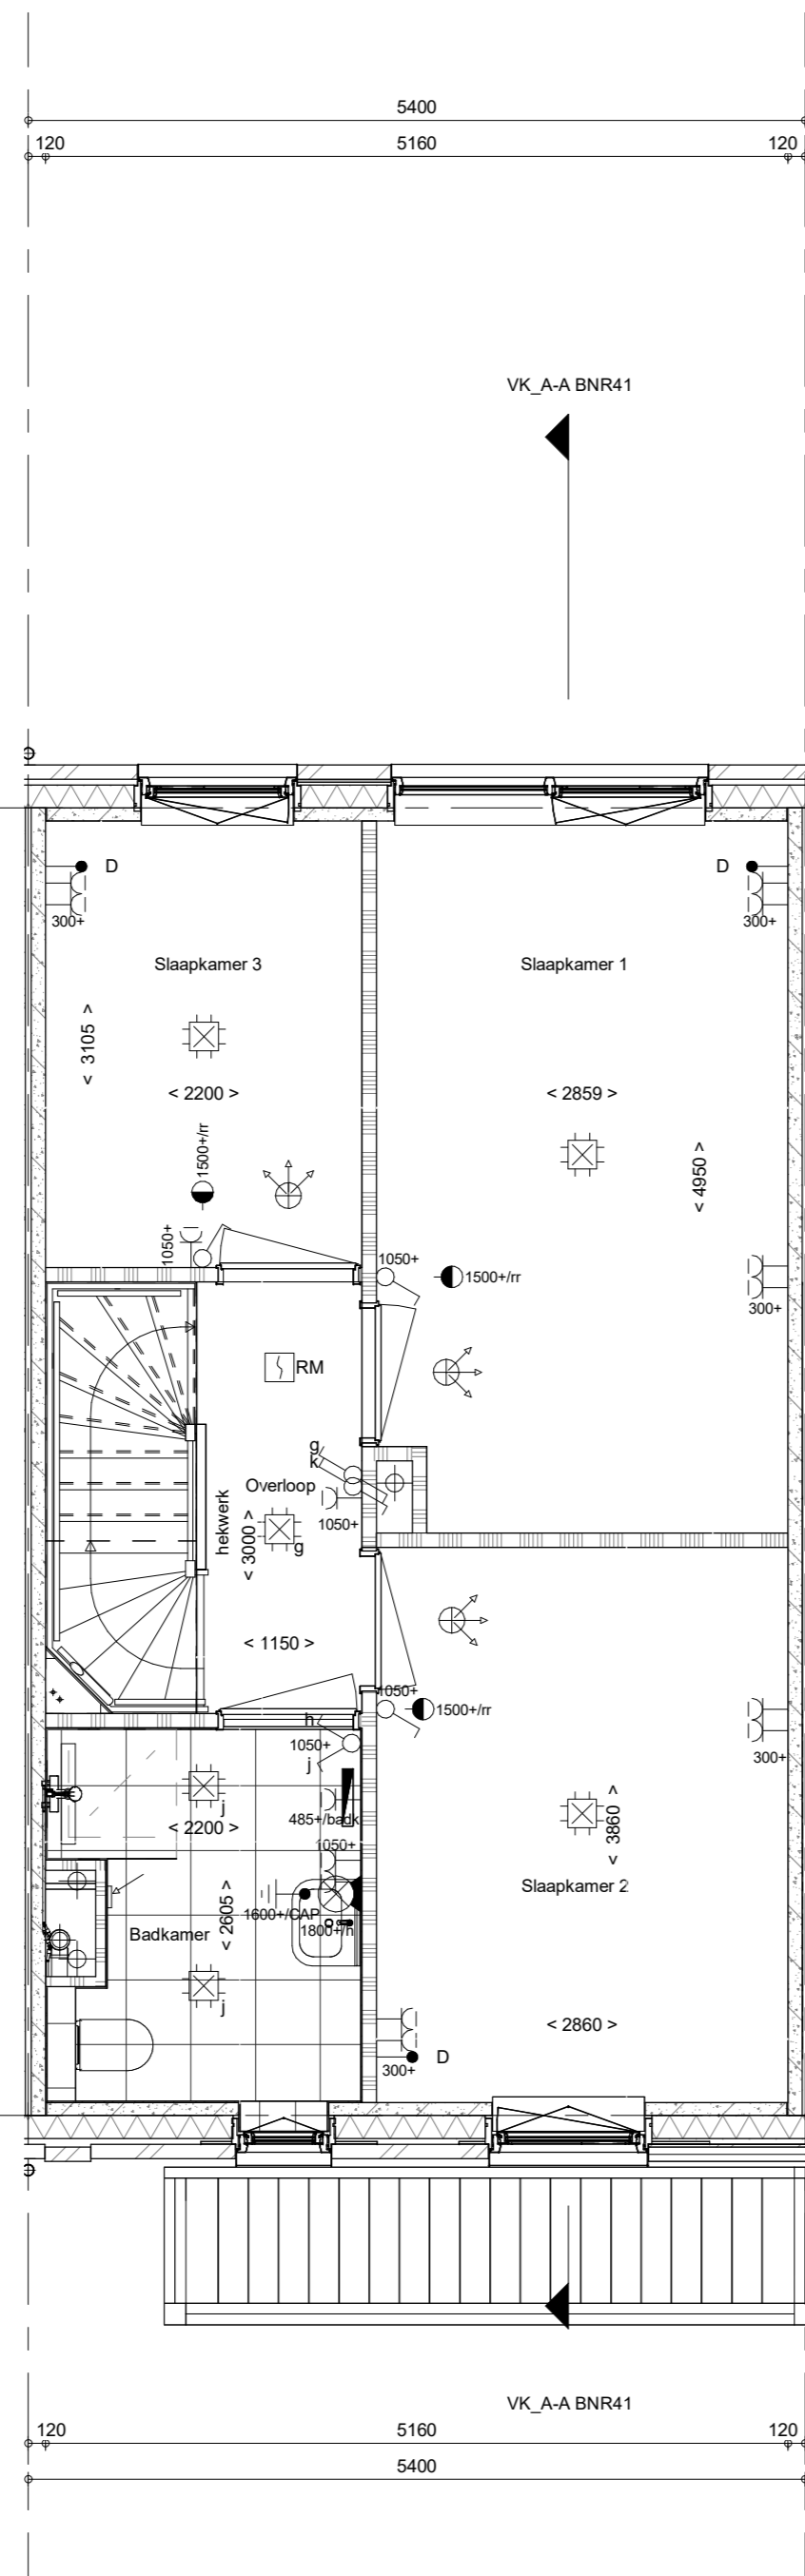 5400
120 5160 120
VK_A-A BNR41
D D
300+ 300+
Slaapkamer 3 Slaapkamer 1
< 3105 >
< 2200 > < 2859 >
1500+/rr
< 4950 >
1050+
1050+
1500+/rr
300+
RM
g
k
Overloop
hekwerk
1050+
< 3000 >
g
< 1150 >
1050+
1500+/rr
h
1050+
j
300+
j
485+/badk
< 2200 >
1050+
< 3860 >
Slaapkamer 2
< 2605 >
1600+/CAP
1800+/h
Badkamer
j
< 2860 >
D
300+
VK_A-A BNR41
120 5160 120
5400